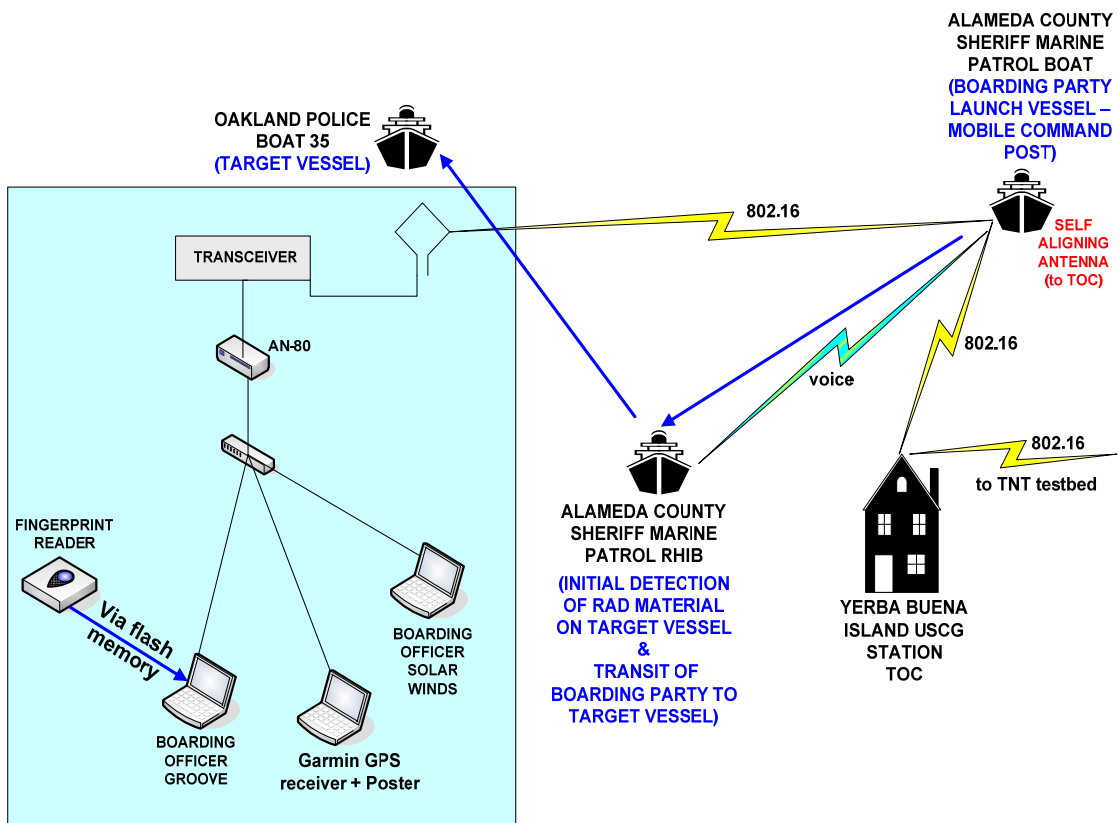 ALAMEDA COUNTY
SHERIFF MARINE
PATROL BOAT
(BOARDING PARTY
LAUNCH VESSEL –
MOBILE COMMAND
POST)
OAKLAND POLICE
BOAT 35
(TARGET VESSEL)
802.16
SELF
ALIGNING
ANTENNA
(to TOC)
TRANSCEIVER
AN-80
802.16
voice
802.16
to TNT testbed
ALAMEDA COUNTY
SHERIFF MARINE
PATROL RHIB
(INITIAL DETECTION
OF RAD MATERIAL
ON TARGET VESSEL
&
TRANSIT OF
BOARDING PARTY TO
TARGET VESSEL)
YERBA BUENA
ISLAND USCG
STATION
TOC
FINGERPRINT
READER
Via flash
memory
BOARDING
OFFICER
SOLAR
WINDS
BOARDING
OFFICER
GROOVE
Garmin GPS
receiver + Poster